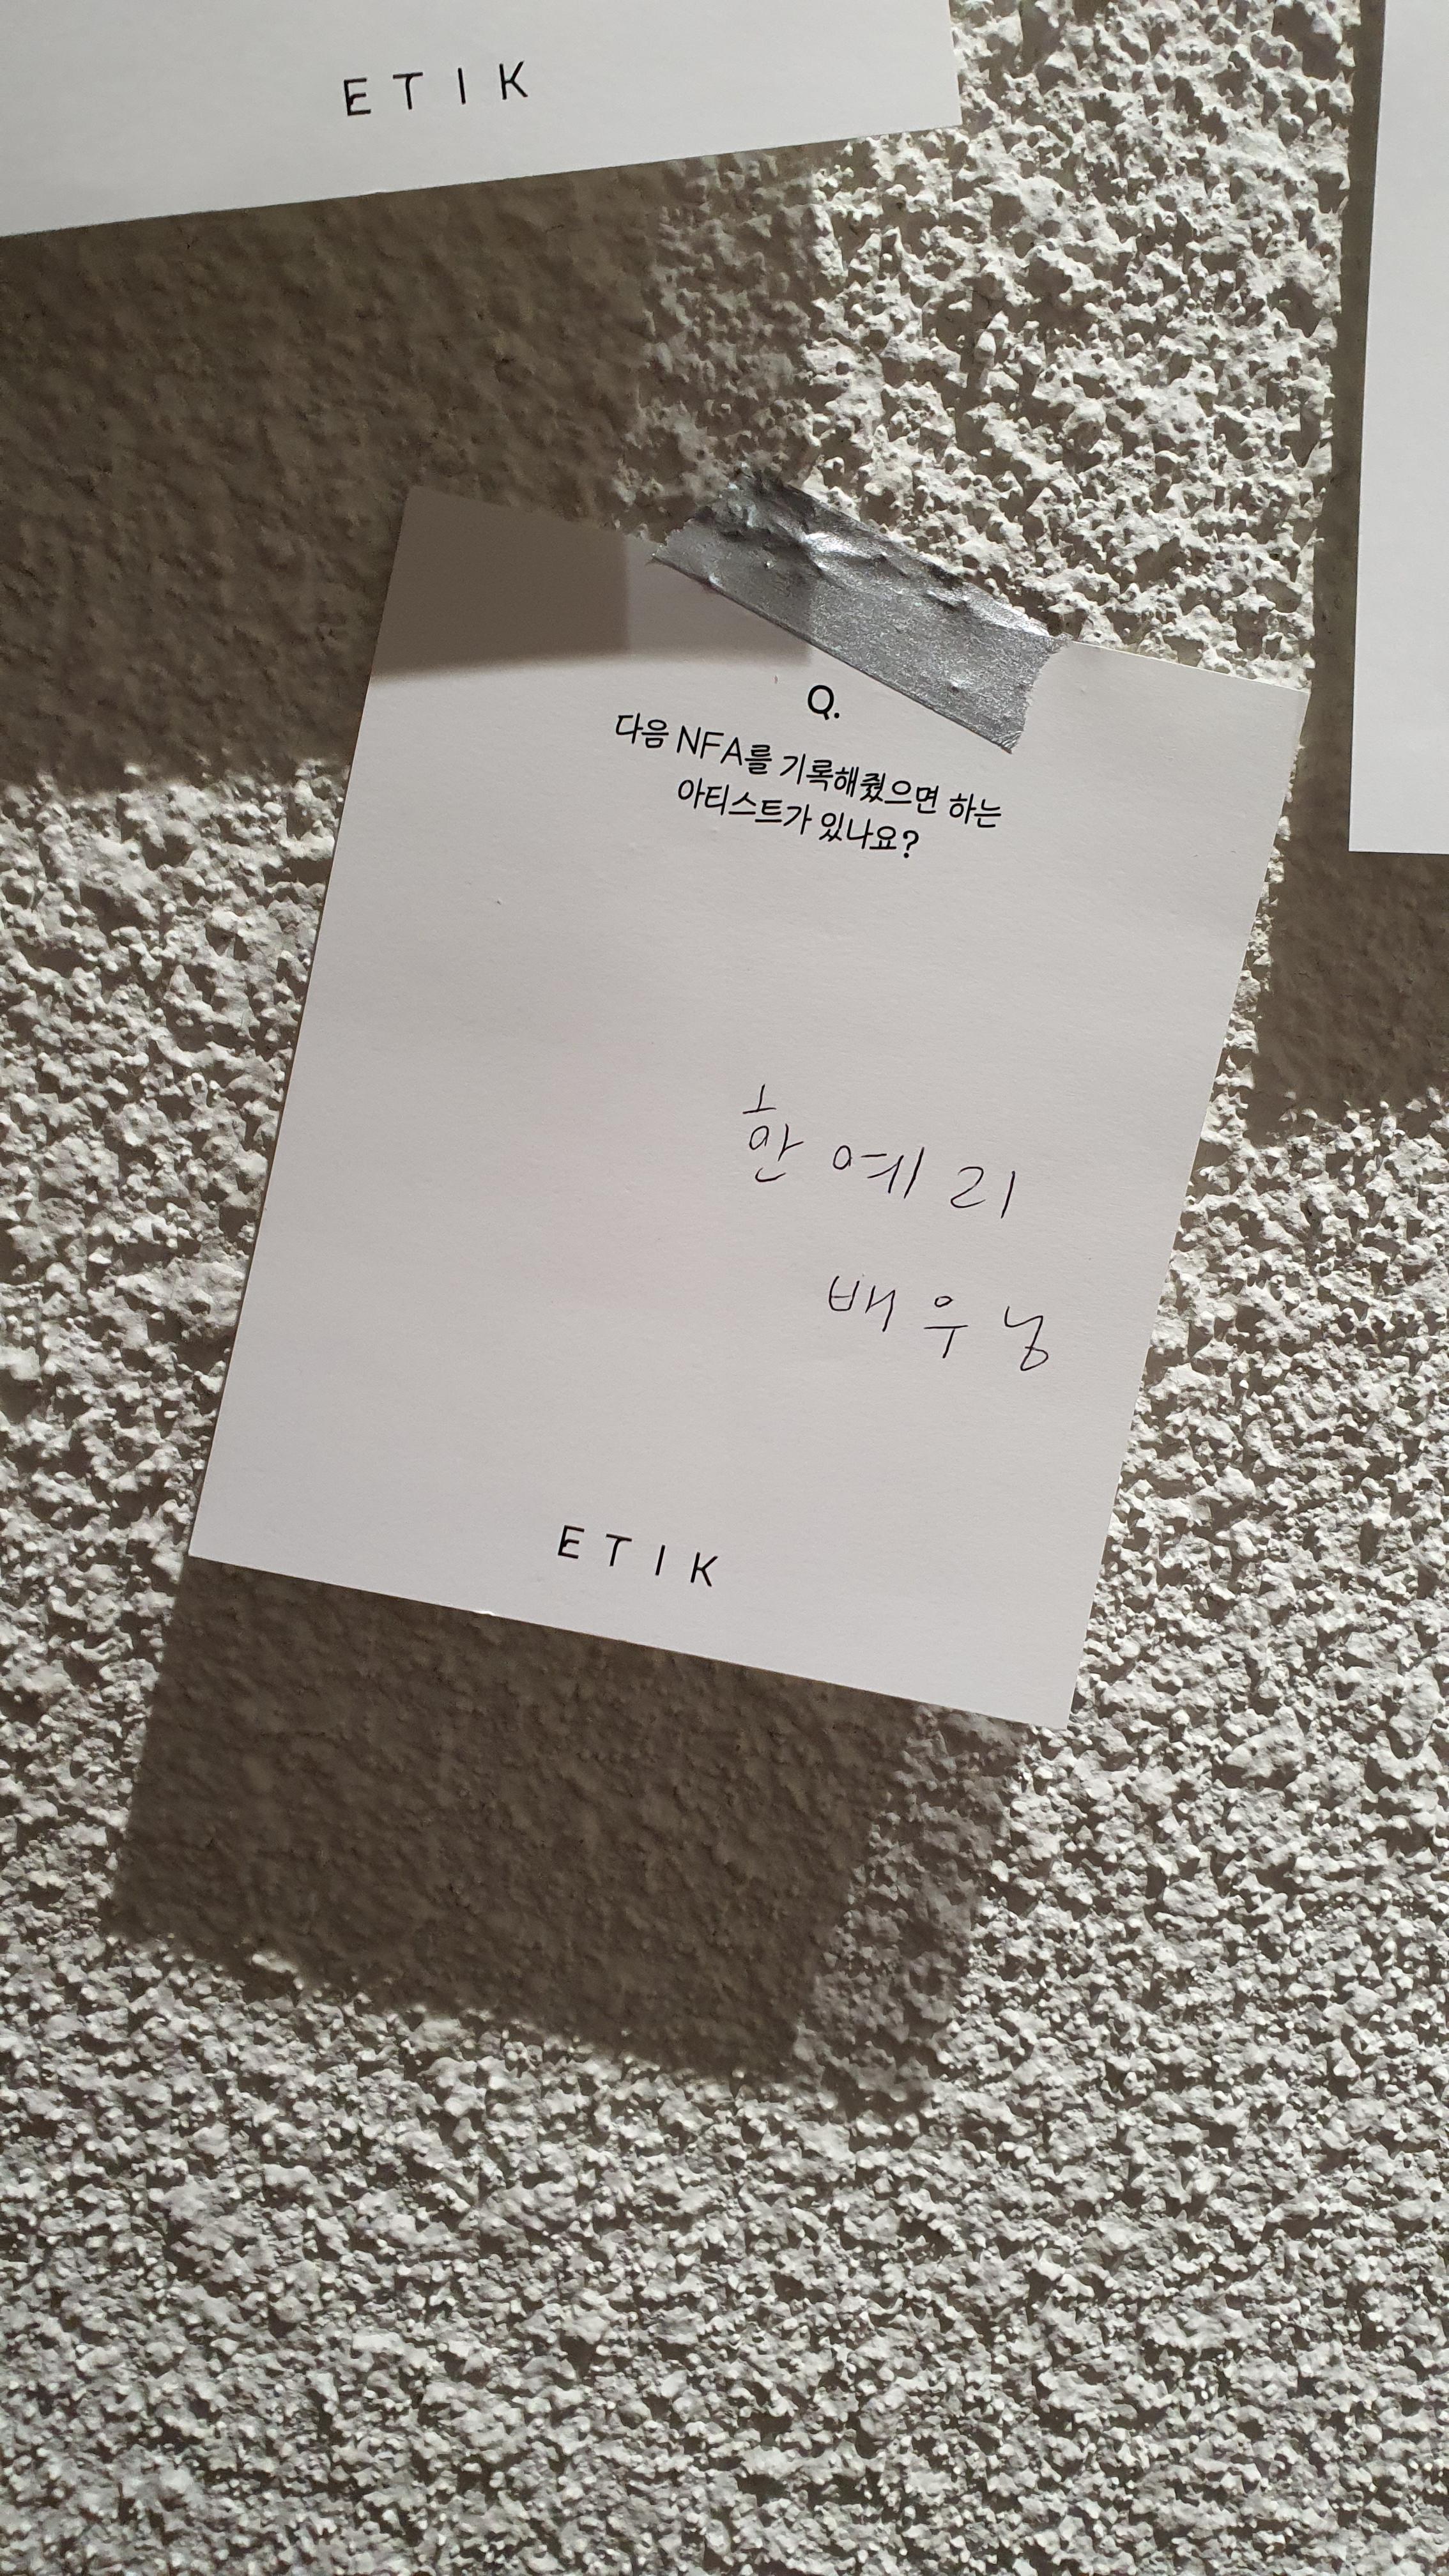 ETIK
Q.
다음 NFA를 기록해줬으면 하는
아티스트가 있나요?
한예리
배우님
ETIK